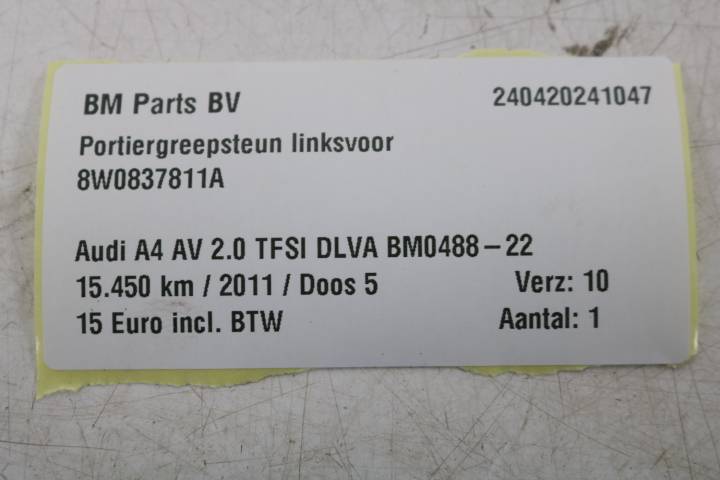 BM Parts BV 240420241047
Portiergreepsteun linksvoor
8W0837811A
Audi A4 AV 2.0 TFSI DLVA BM0488-22
15.450 km / 2011 / Doos 5 Verz: 10
15 Euro incl. BTW Aantal: 1